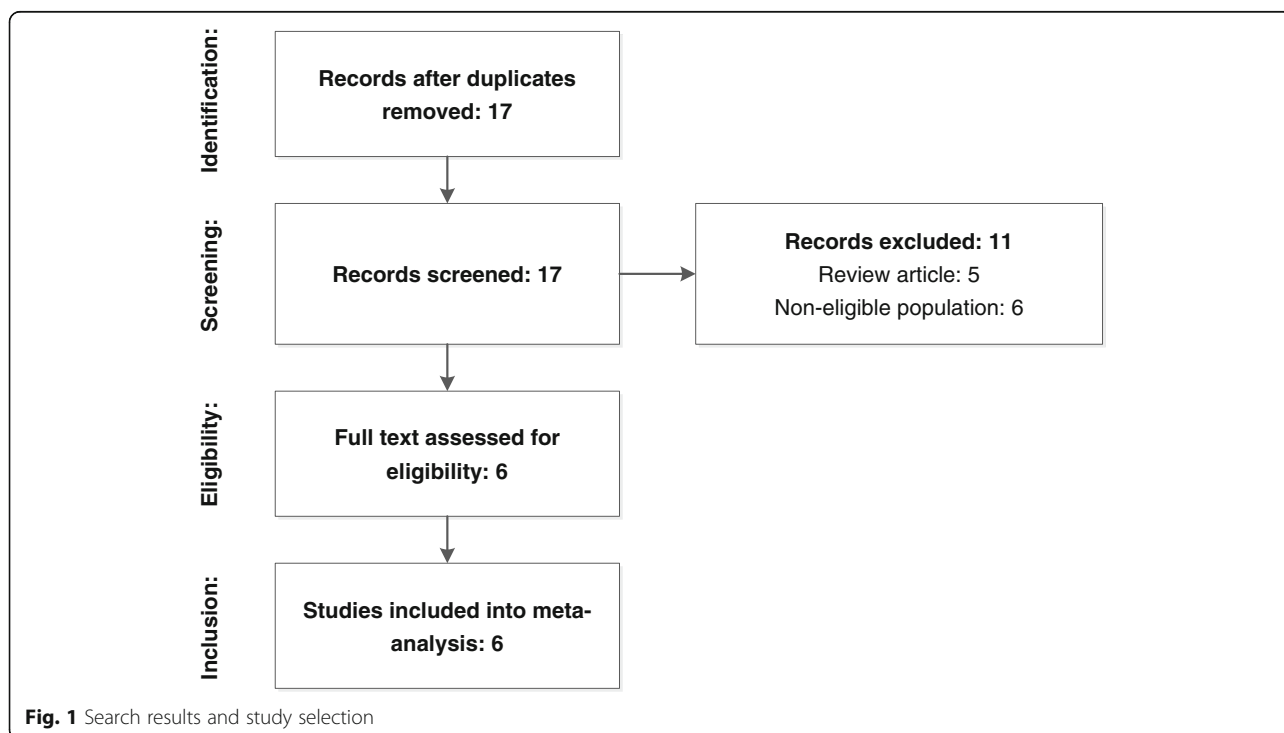 Identification:
Records after duplicates
removed: 17
Screening:
Records screened: 17
Records excluded: 11
Review article: 5
Non-eligible population: 6
Eligibility:
Full text assessed for
eligibility: 6
Inclusion:
Studies included into meta-
analysis: 6
Fig. 1 Search results and study selection